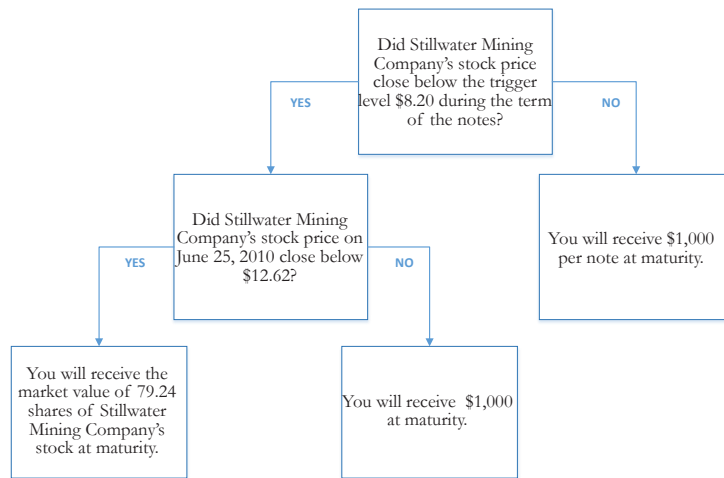 Did Stillwater Mining
Company's stock price
close below the trigger
level $8.20 during the term
of the notes?
YES
NO
Did Stillwater Mining
Company's stock price on
June 25, 2010 close below
$12.62?
You will receive $1,000
per note at maturity.
YES
NO
You will receive the
market value of 79.24
shares of Stillwater
Mining Company's
stock at maturity.
You will receive $1,000
at maturity.